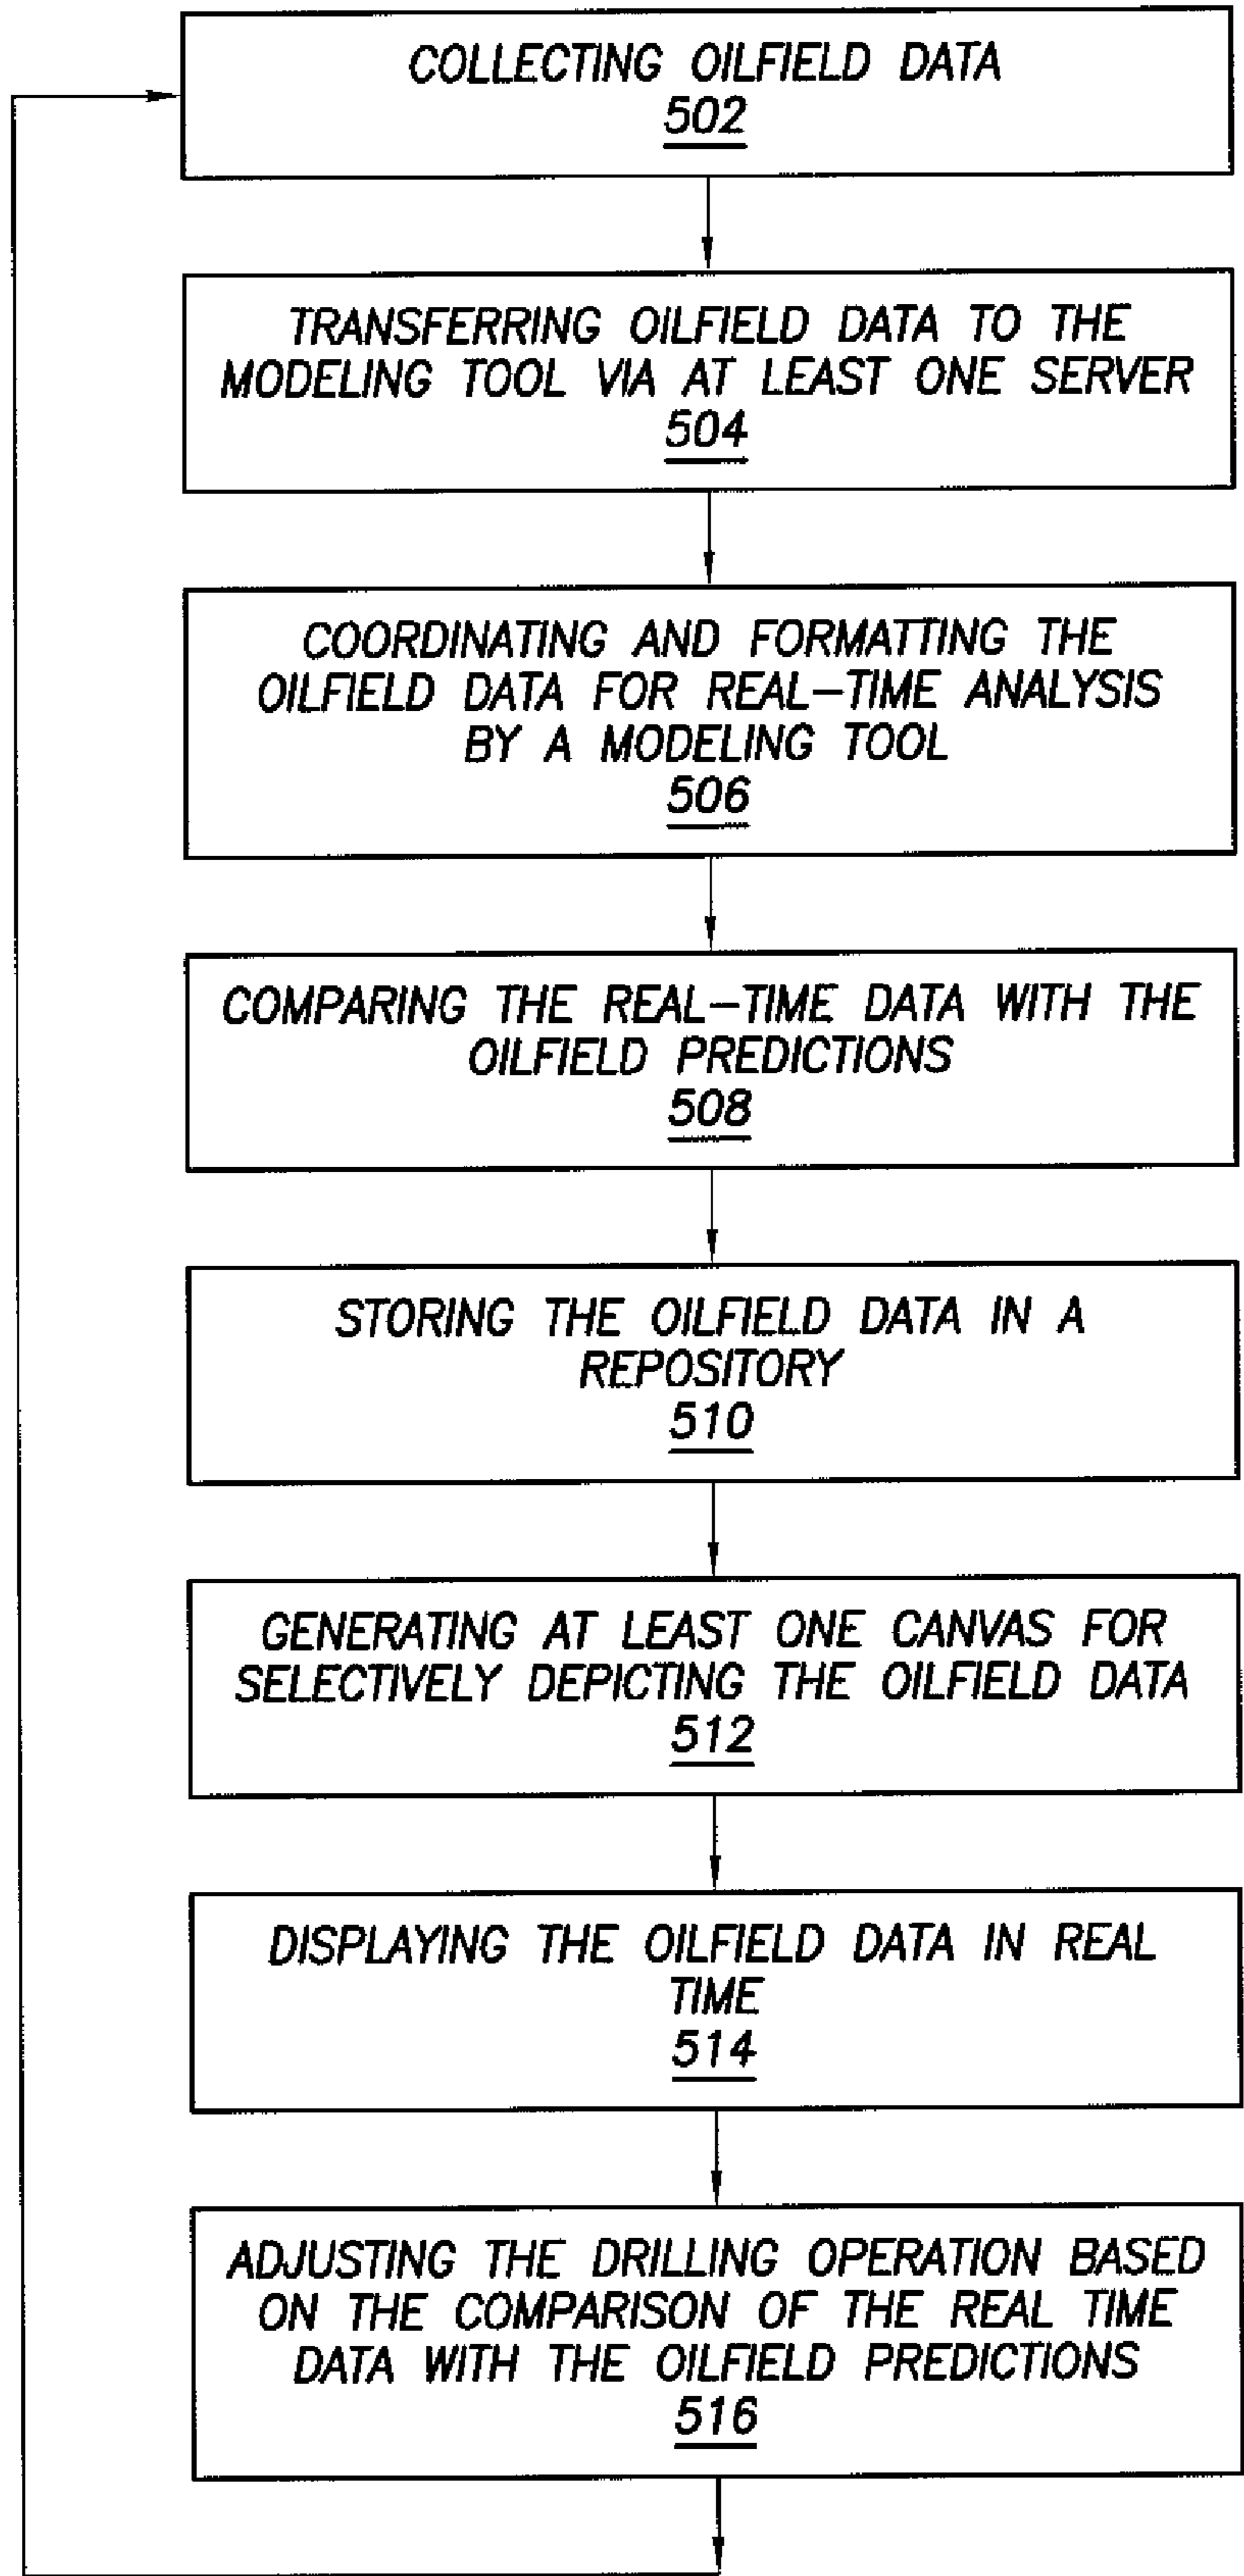 COLLECTING OILFIELD DATA
502
TRANSFERRING OILFIELD DATA TO THE
MODELING TOOL VIA AT LEAST ONE SERVER
504
COORDINATING AND FORMATTING THE
OILFIELD DATA FOR REAL-TIME ANALYSIS
BY A MODELING TOOL
506
COMPARING THE REAL-TIME DATA WITH THE
OILFIELD PREDICTIONS
508
STORING THE OILFIELD DATA IN A
REPOSITORY
510
GENERATING AT LEAST ONE CANVAS FOR
SELECTIVELY DEPICTING THE OILFIELD DATA
512
DISPLAYING THE OILFIELD DATA IN REAL
TIME
514
ADJUSTING THE DRILLING OPERATION BASED
ON THE COMPARISON OF THE REAL TIME
DATA WITH THE OILFIELD PREDICTIONS
516